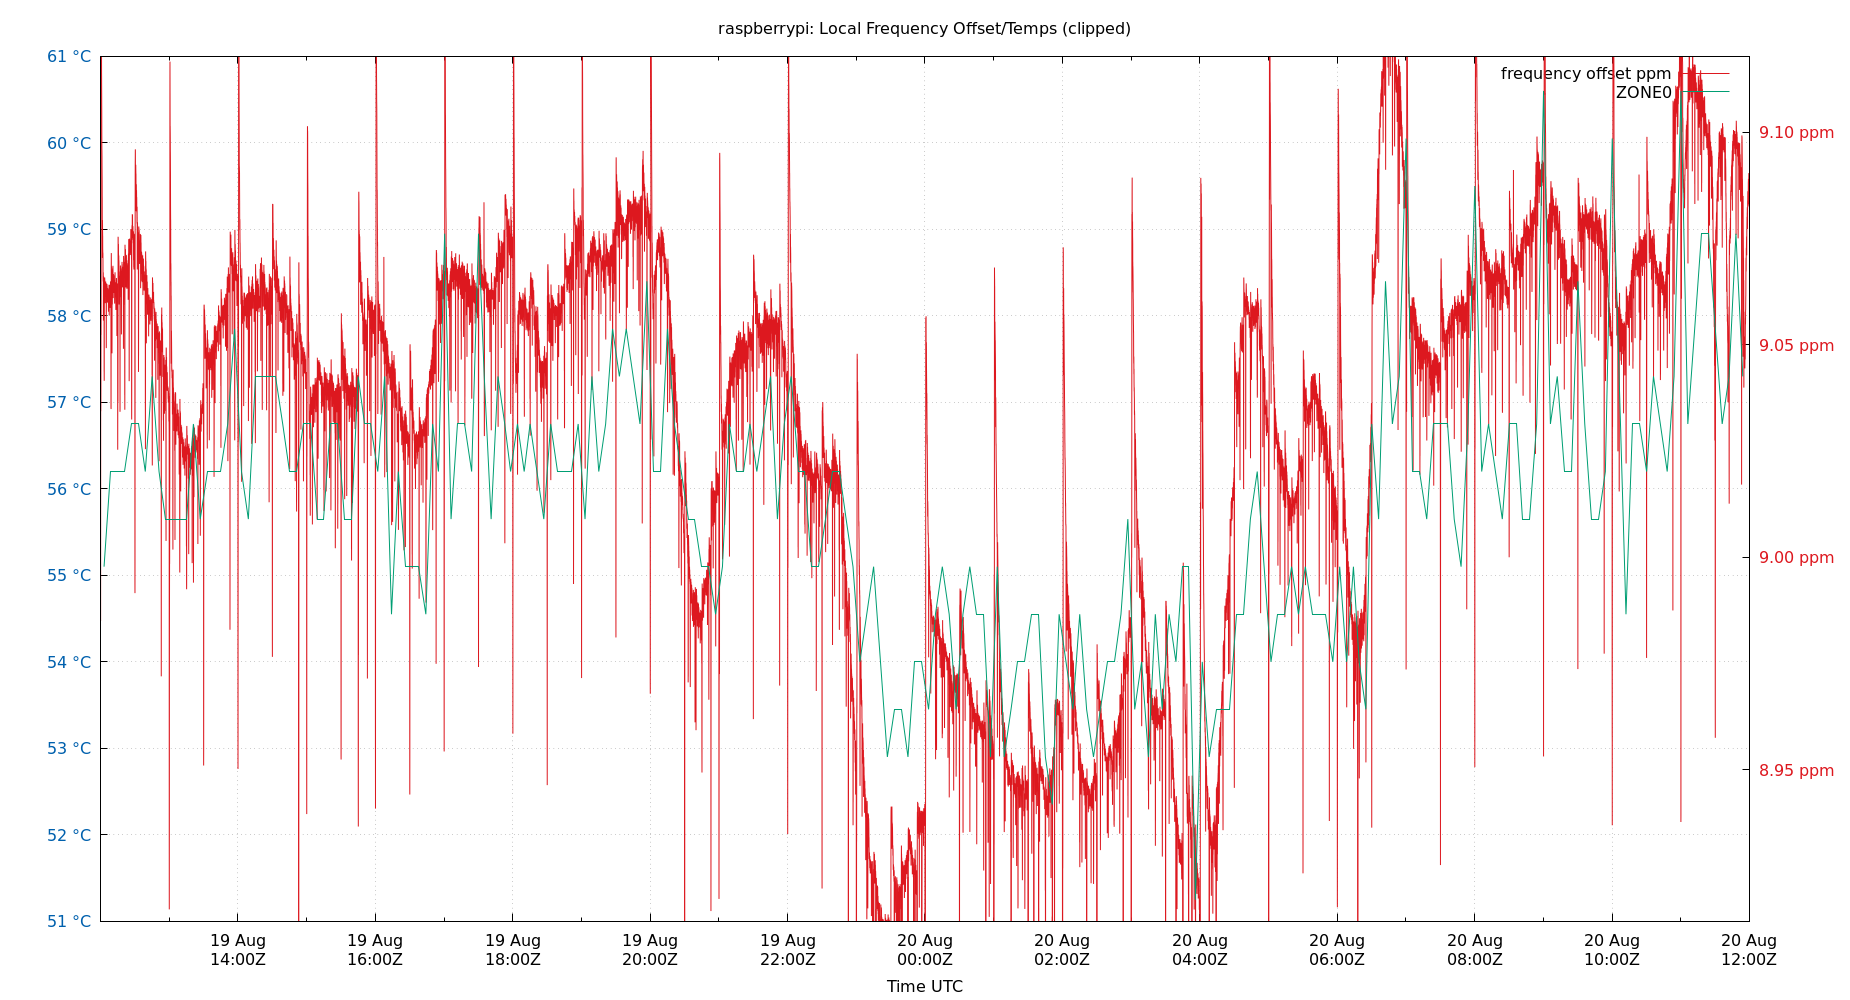 raspberrypi: Local Frequency Offset/Temps (clipped)
61 °C
60 °C
59 °C
58 °C
57 °C
56 °C
55 °C
54 °C
53 °C
52 °C
51 °C
frequency offset ppm
ZONE0
9.10 ppm
9.05 ppm
9.00 ppm
8.95 ppm
19 Aug
14:00Z
19 Aug
16:00Z
19 Aug
18:00Z
19 Aug
20:00Z
19 Aug
22:00Z
20 Aug
00:00Z
20 Aug
02:00Z
20 Aug
04:00Z
20 Aug
06:00Z
20 Aug
08:00Z
20 Aug
10:00Z
20 Aug
12:00Z
Time UTC